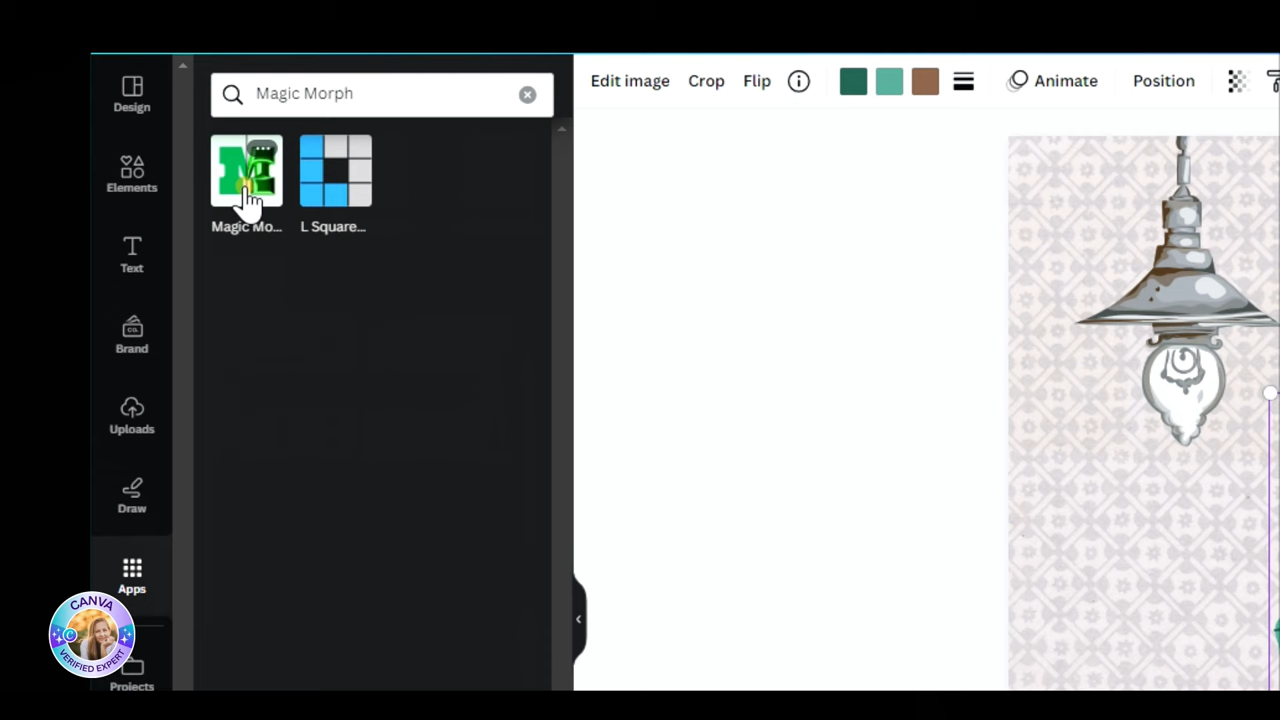 Design
Elements
Text
Brand
Uploads
Draw
Apps
Projects
Magic Morph
Magic Mo...
L Square...
Edit image
Crop
Flip
Animate
Position
CO.
M
CANVA
VERIFIED EXPERT